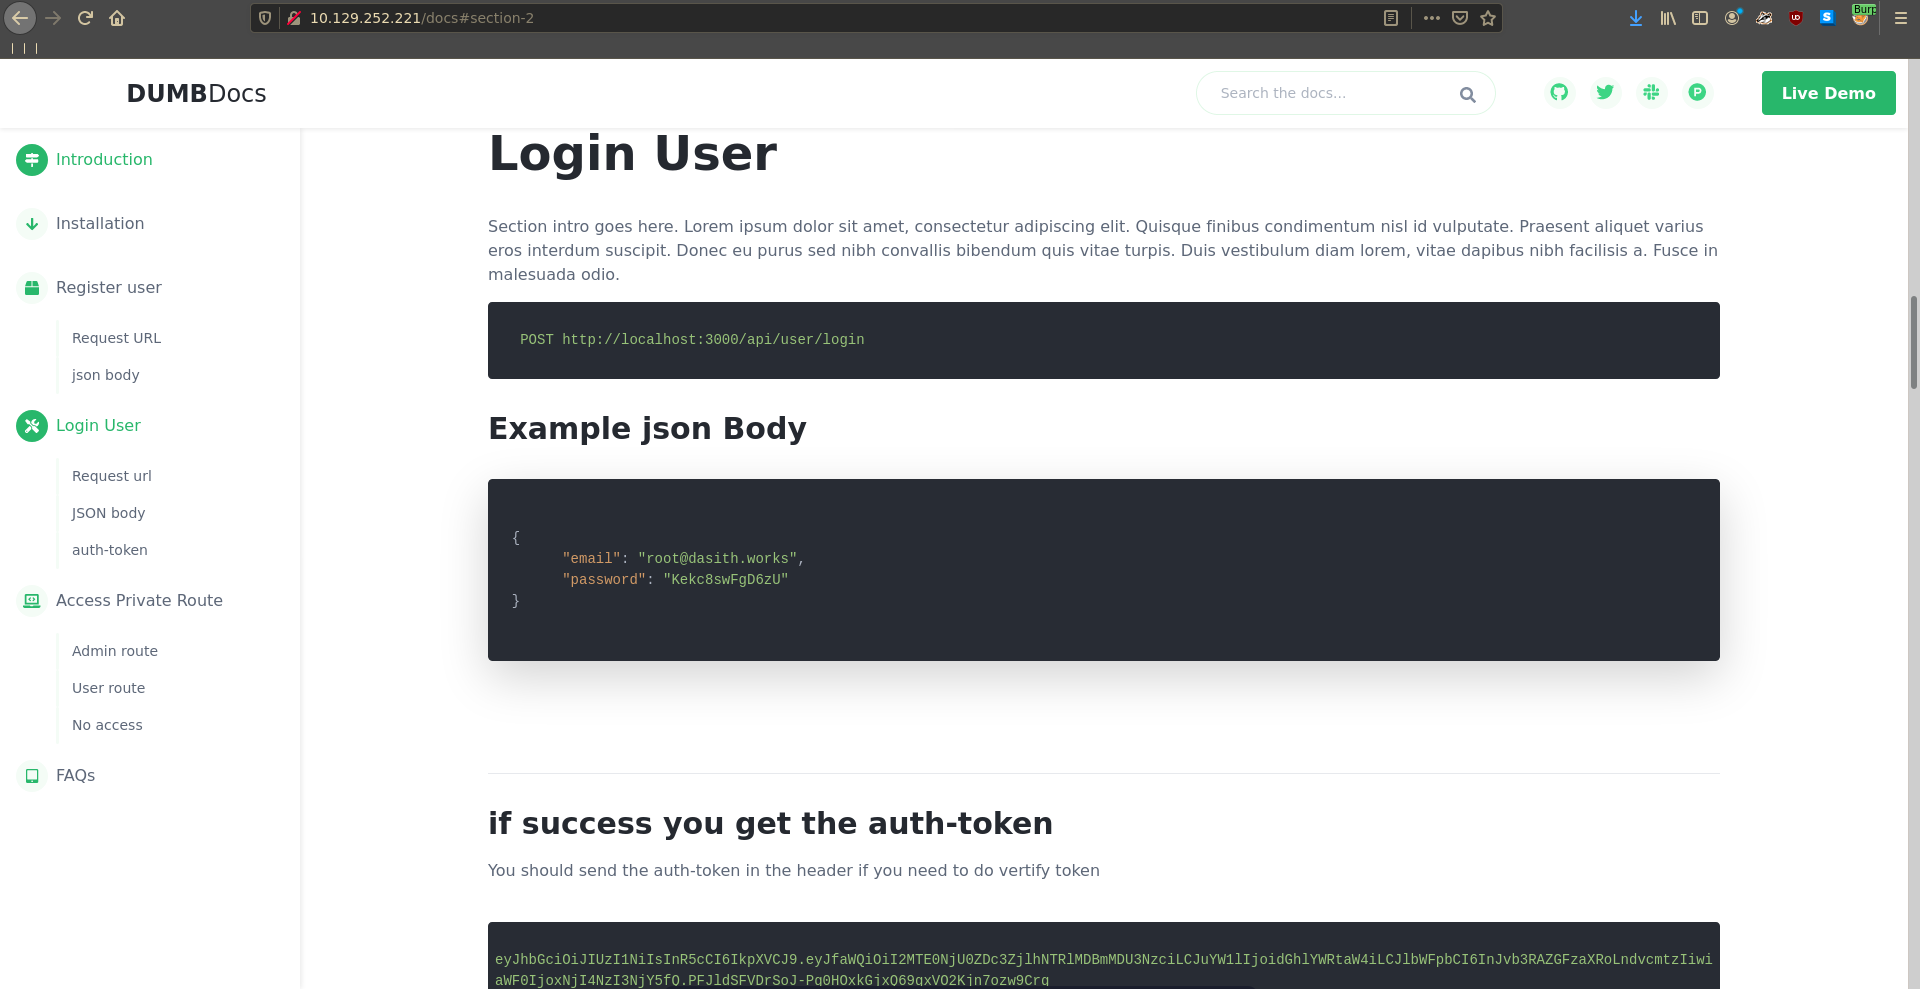 10.129.252.221/docs#section-2
Burp
DUMBDocs
Search the docs...
Live Demo
Introduction
Installation
Register user
Request URL
json body
Login User
Request url
JSON body
auth-token
Access Private Route
Admin route
User route
No access
FAQs
Login User
Section intro goes here. Lorem ipsum dolor sit amet, consectetur adipiscing elit. Quisque finibus condimentum nisl id vulputate. Praesent aliquet varius
eros interdum suscipit. Donec eu purus sed nibh convallis bibendum quis vitae turpis. Duis vestibulum diam lorem, vitae dapibus nibh facilisis a. Fusce in
malesuada odio.
POST http://localhost:3000/api/user/login
Example json Body
{
"email": "root@dasith.works",
"password": "Kekc8swFgD6zU"
}
if success you get the auth-token
You should send the auth-token in the header if you need to do vertify token
eyJhbGciOiJIUzI1NiIsInR5cCI6IkpXVCJ9.eyJfaWQiOiI2MTE0NjU0ZDc3ZjlhNTRlMDBmMDU3NzciLCJuYW1lIjoidGhlYWRtaW4iLCJlbWFpbCI6InJvb3RAZGFzaXRoLndvcmtzIiwi
aWF0IjoxNjI4NzI3NjY5fQ.PFJldSFVDrSoJ-Pg0HOxkGjxQ69gxVO2Kjn7ozw9Crg